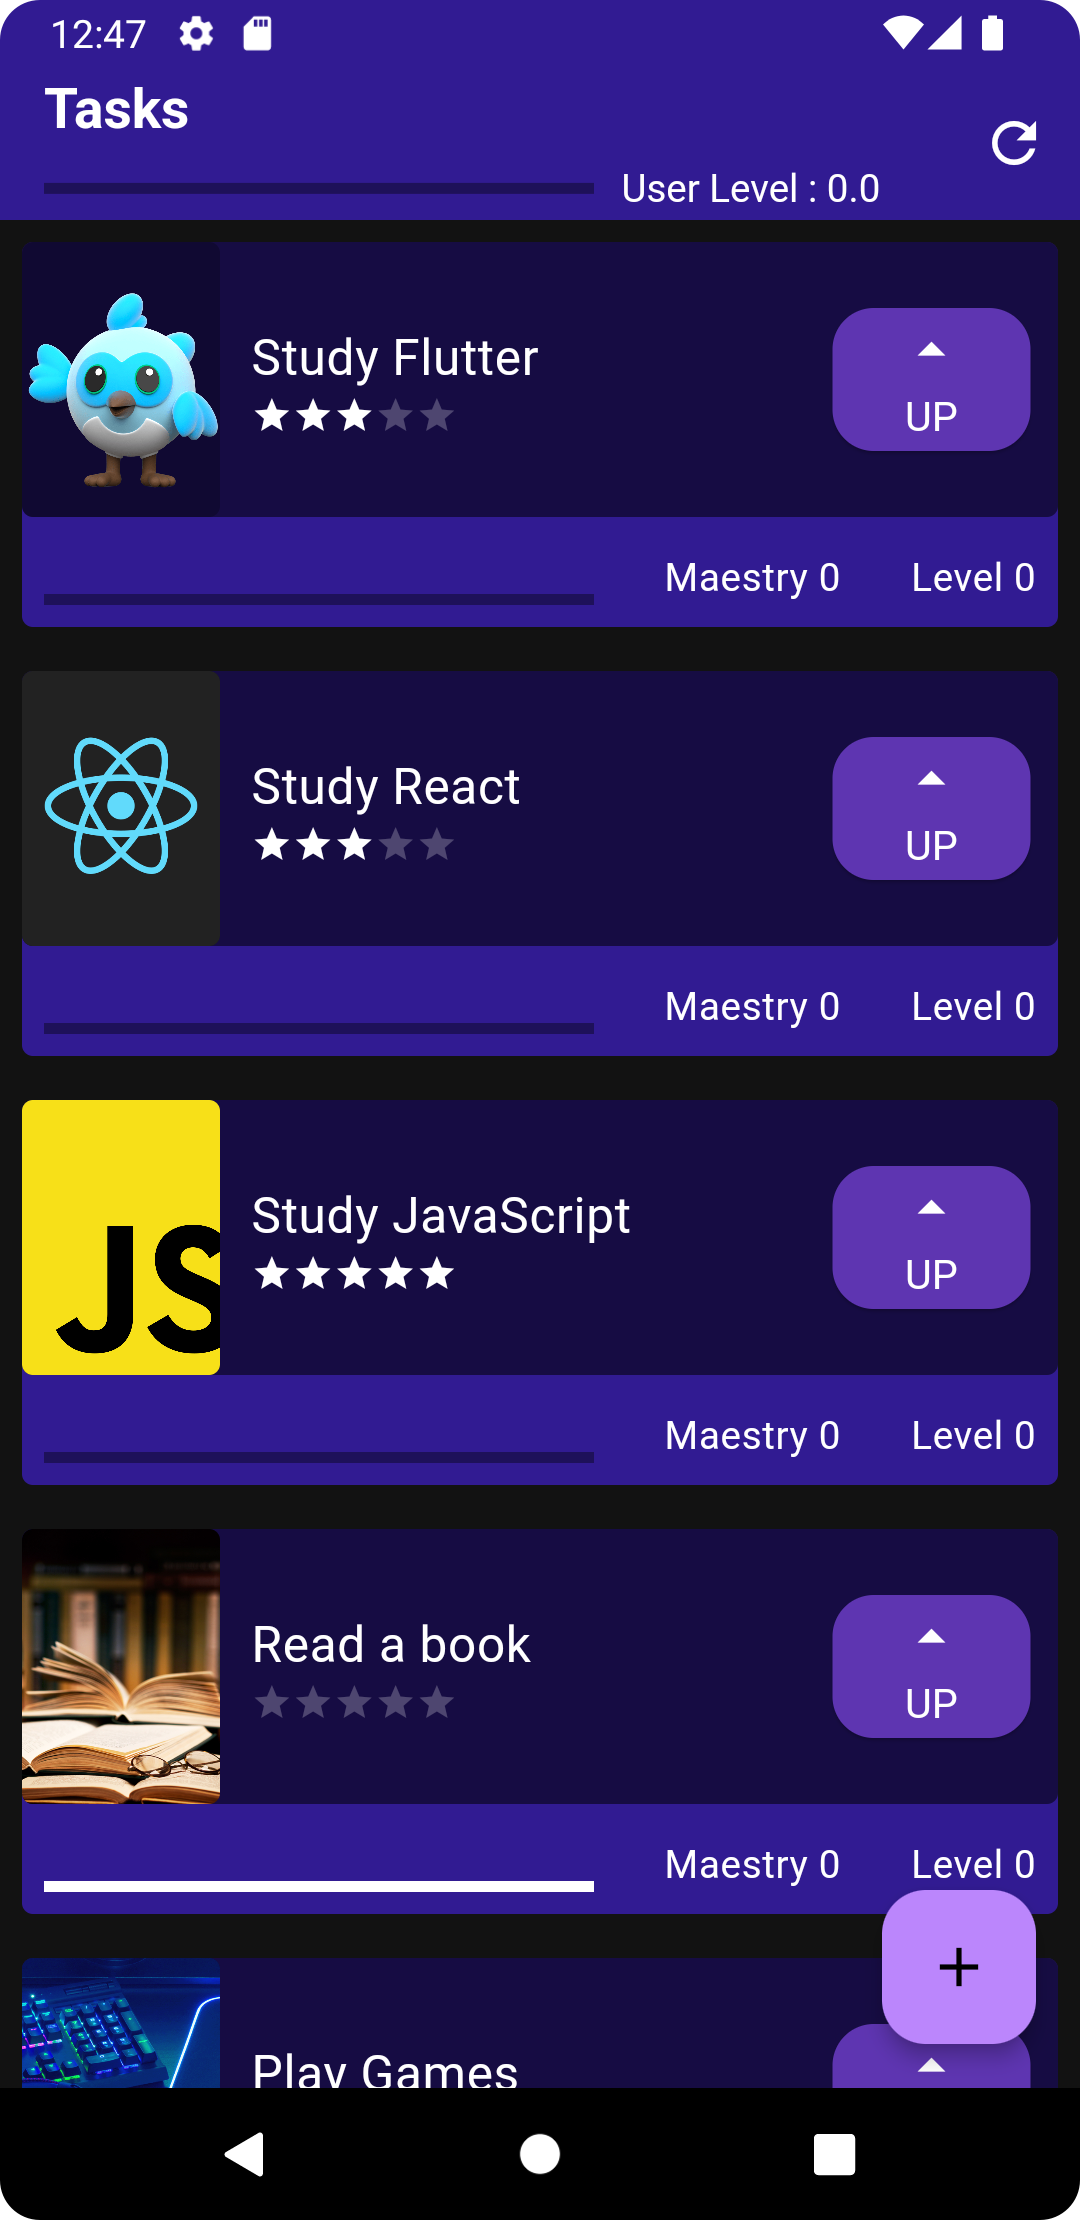 12:47
Tasks
User Level : 0.0
Study Flutter
UP
Maestry 0 Level 0
Study React
UP
Maestry 0 Level 0
JS
Study JavaScript
UP
Maestry 0 Level 0
Read a book
UP
Maestry 0 Level 0
Play Games